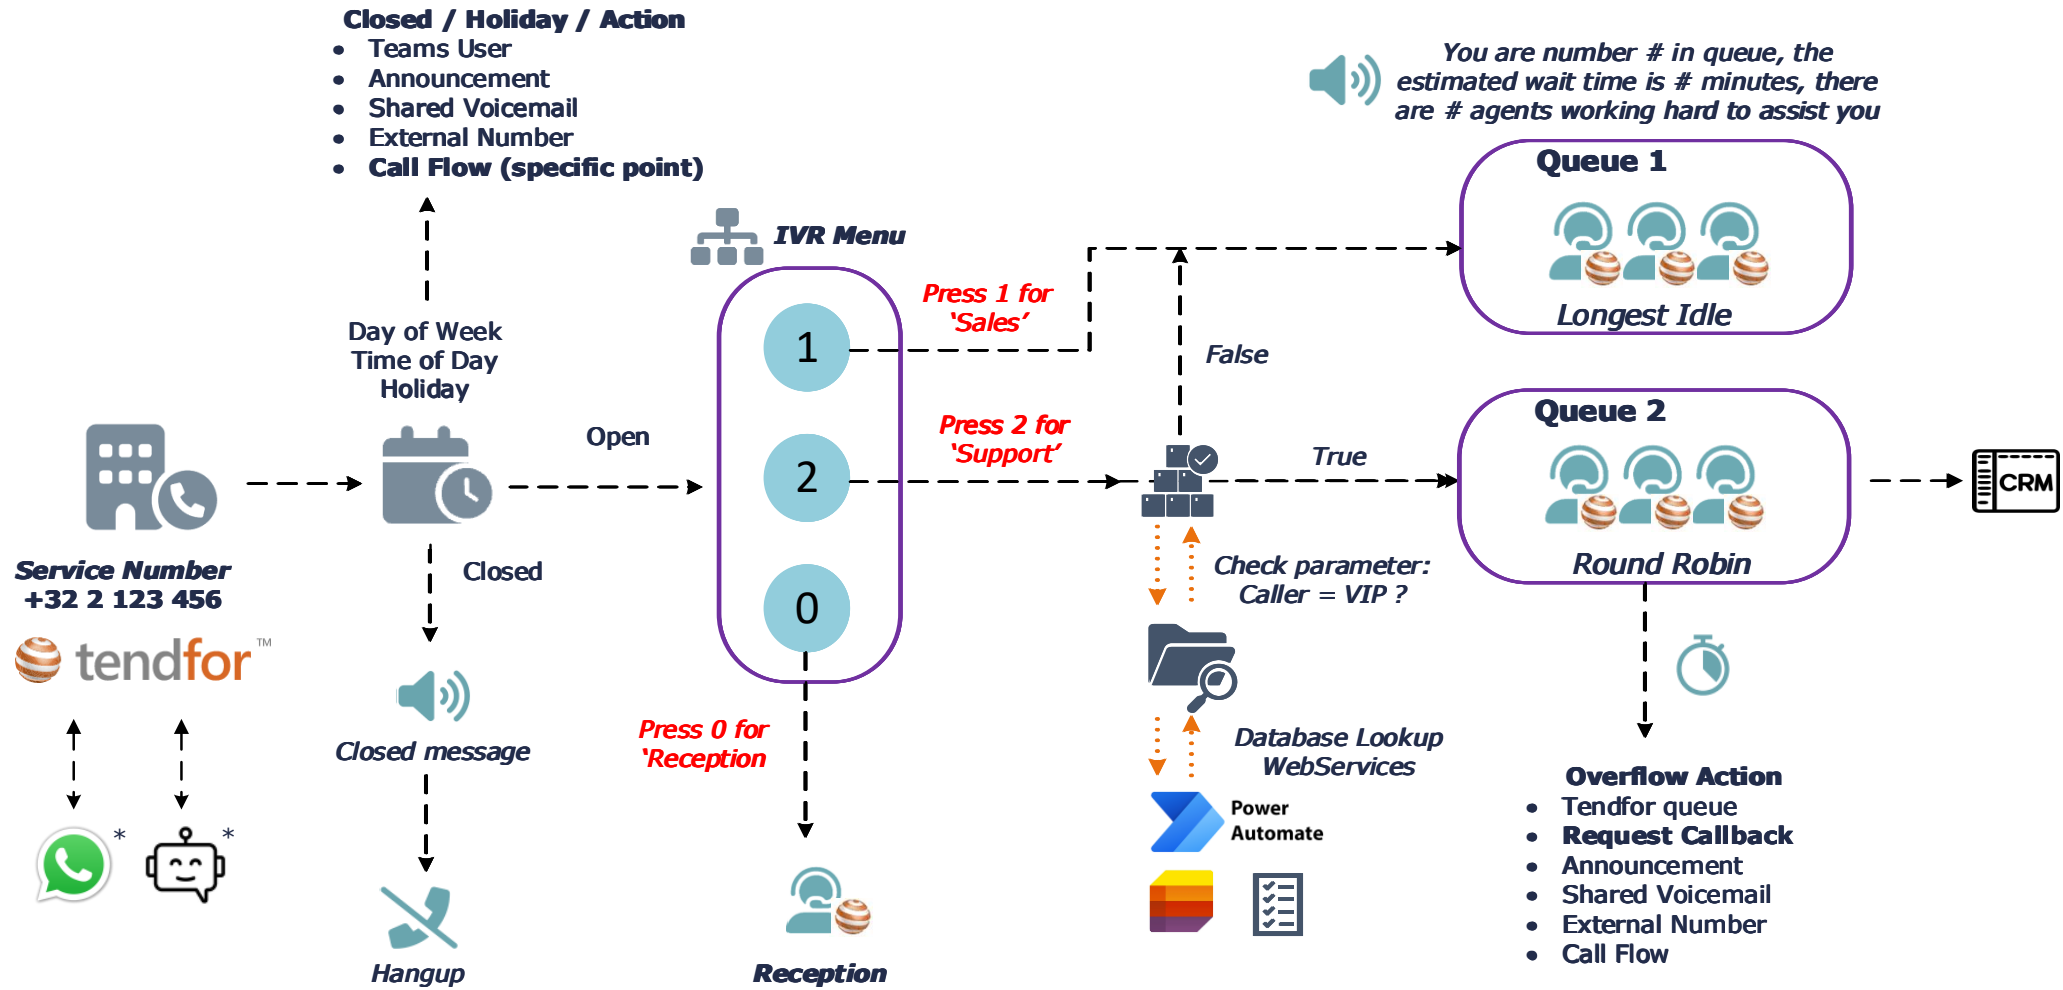 Closed / Holiday / Action
• Teams User
• Announcement
• Shared Voicemail
• External Number
• Call Flow (specific point)
You are number # in queue, the
estimated wait time is # minutes, there
are # agents working hard to assist you
Queue 1
Longest Idle
IVR Menu
Press 1 for
‘Sales’
1
False
Day of Week
Time of Day
Holiday
Open
Press 2 for
‘Support’
2
True
Queue 2
Round Robin
CRM
Service Number
+32 2 123 456
tendfor™
*
*
Closed
Closed message
Hangup
0
Press 0 for
‘Reception
Reception
Check parameter:
Caller = VIP ?
Database Lookup
WebServices
Power
Automate
Overflow Action
• Tendfor queue
• Request Callback
• Announcement
• Shared Voicemail
• External Number
• Call Flow